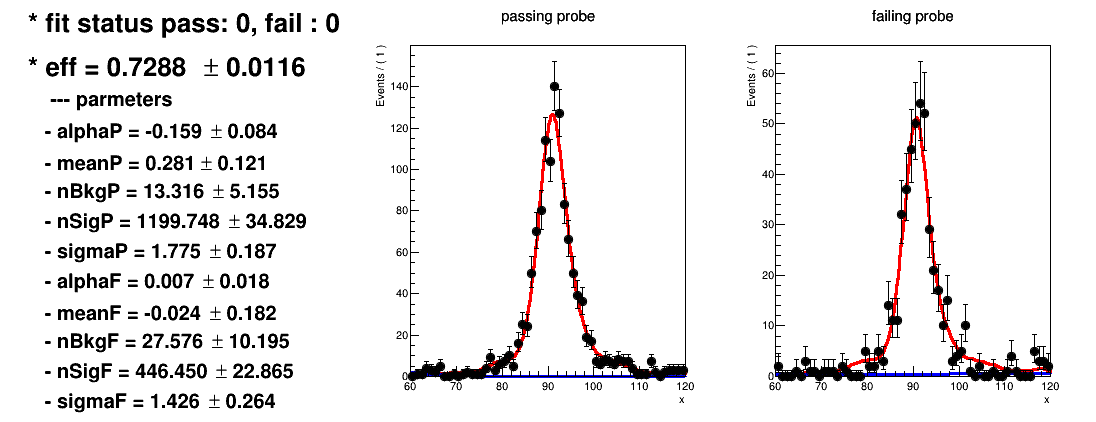 * fit status pass: 0, fail : 0
* eff = 0.7288 ± 0.0116
--- parmeters
- alphaP = -0.159 ± 0.084
- meanP = 0.281 ± 0.121
- nBkgP = 13.316 ± 5.155
- nSigP = 1199.748 ± 34.829
- sigmaP = 1.775 ± 0.187
- alphaF = 0.007 ± 0.018
- meanF = -0.024 ± 0.182
- nBkgF = 27.576 ± 10.195
- nSigF = 446.450 ± 22.865
- sigmaF = 1.426 ± 0.264
passing probe
Events / ( 1 )
140
120
100
80
60
40
20
0
60 70 80 90 100 110 120
x
failing probe
Events / ( 1 )
60
50
40
30
20
10
0
60 70 80 90 100 110 120
x